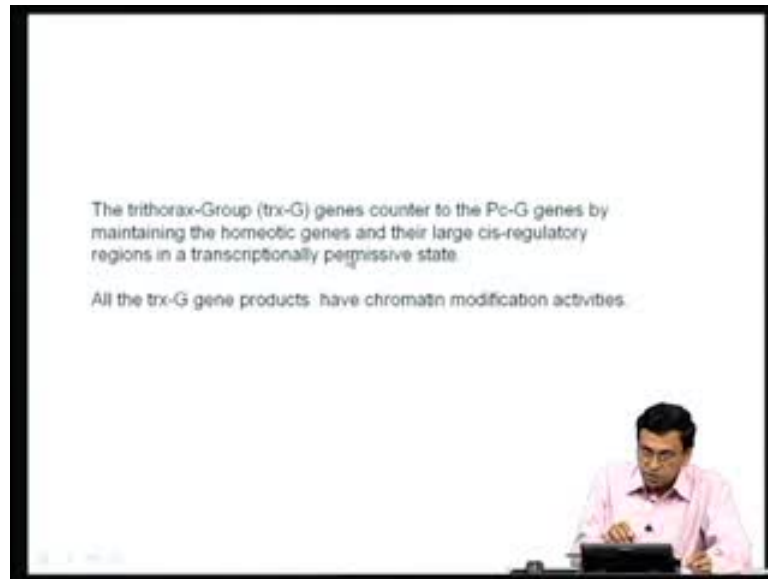 The trithorax-Group (trx-G) genes counter to the Pc-G genes by
maintaining the homeotic genes and their large cis-regulatory
regions in a transcriptionally permissive state.
All the trx-G gene products have chromatin modification activities.